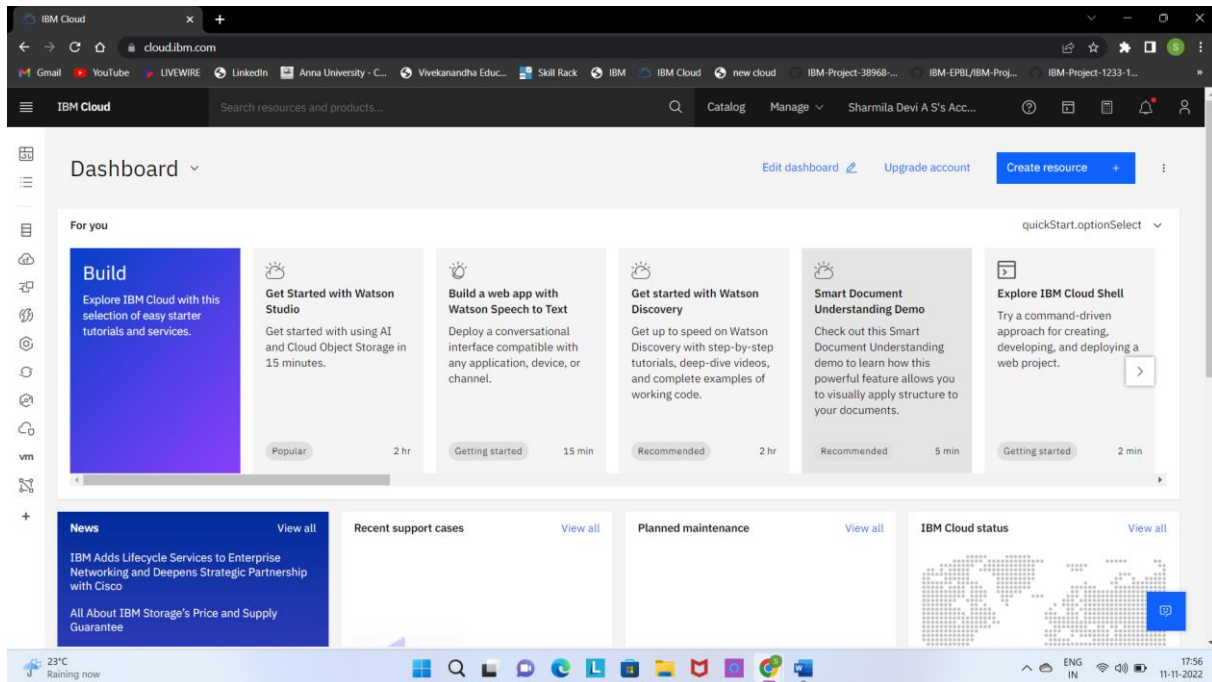 IBM Cloud
cloud.ibm.com
Gmail
YouTube
LIVEWIRE
LinkedIn
Anna University - C...
Vivekanandha Educ...
Skill Rack
IBM
IBM Cloud
new cloud
IBM-Project-38968-...
IBM-EPBL/IBM-Proj...
IBM-Project-1233-1...
IBM Cloud
Search resources and products...
Catalog
Manage
Sharmila Devi A S's Acc...
Dashboard
Edit dashboard
Upgrade account
Create resource +
For you
quickStart.optionSelect
Build
Explore IBM Cloud with this
selection of easy starter
tutorials and services.
Get Started with Watson
Studio
Get started with using AI
and Cloud Object Storage in
15 minutes.
Popular
2 hr
Build a web app with
Watson Speech to Text
Deploy a conversational
interface compatible with
any application, device, or
channel.
Getting started
15 min
Get started with Watson
Discovery
Get up to speed on Watson
Discovery with step-by-step
tutorials, deep-dive videos,
and complete examples of
working code.
Recommended
2 hr
Smart Document
Understanding Demo
Check out this Smart
Document Understanding
demo to learn how this
powerful feature allows you
to visually apply structure to
your documents.
Recommended
5 min
Explore IBM Cloud Shell
Try a command-driven
approach for creating,
developing, and deploying a
web project.
Getting started
2 min
vm
News
View all
IBM Adds Lifecycle Services to Enterprise
Networking and Deepens Strategic Partnership
with Cisco
All About IBM Storage's Price and Supply
Guarantee
Recent support cases
View all
Planned maintenance
View all
IBM Cloud status
View all
23°C
Raining now
ENG
IN
17:56
11-11-2022